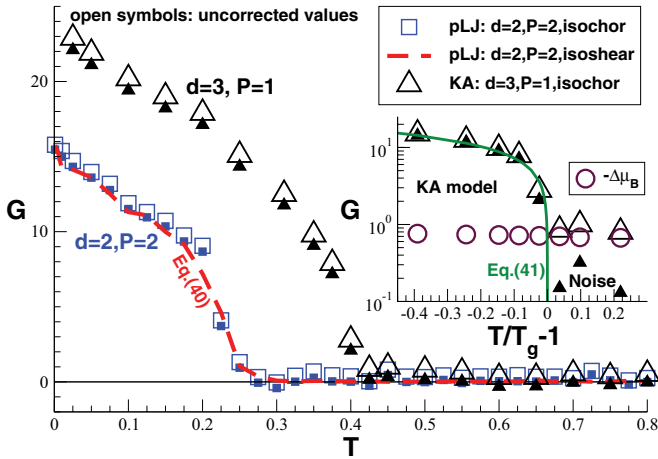 open symbols: uncorrected values
pLJ: d=2,P=2,isochor
pLJ: d=2,P=2,isoshear
KA: d=3,P=1,isochor
d=3, P=1
d=2,P=2
Eq.(40)
G
20
10
0
0
0.1
0.2
0.3
0.4
0.5
0.6
0.7
0.8
T
KA model
-Δμ_B
Eq.(41)
Noise
G
10^1
10^0
10^-1
-0.4
-0.3
-0.2
-0.1
0
0.1
0.2
T/T_g-1